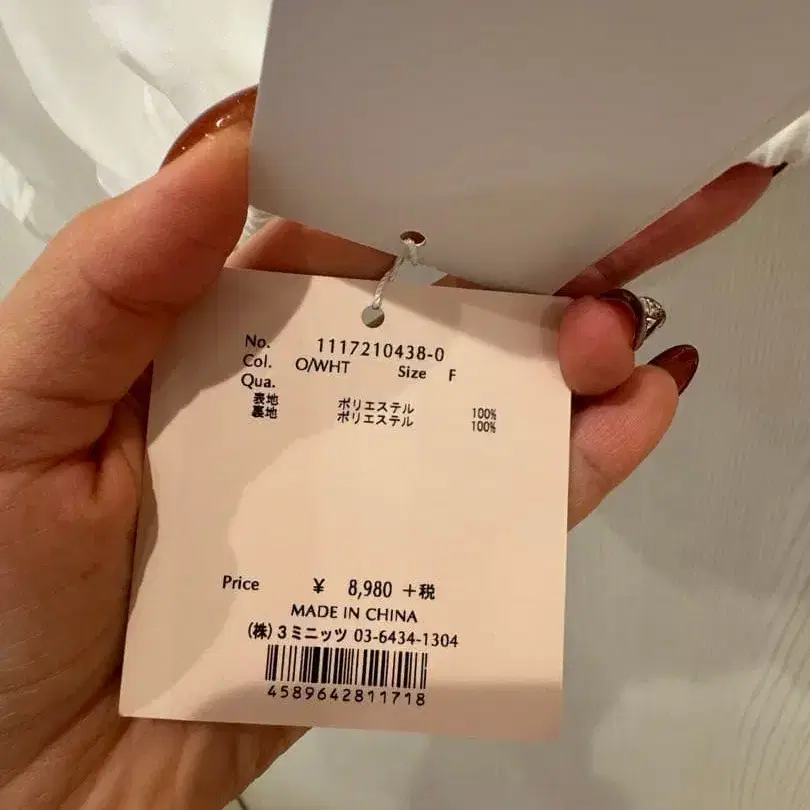 No. 1117210438-0
Col. O/WHT Size F
Qua.
表地 ポリエステル 100%
裏地 ポリエステル 100%
Price ¥ 8,980 +税
MADE IN CHINA
(株)3ミニッツ 03-6434-1304
4589642811718